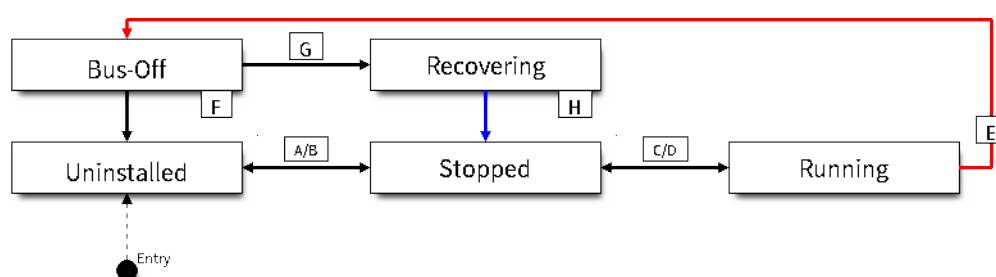 G
Bus-Off
Recovering
F
H
E
A/B
C/D
Uninstalled
Stopped
Running
Entry